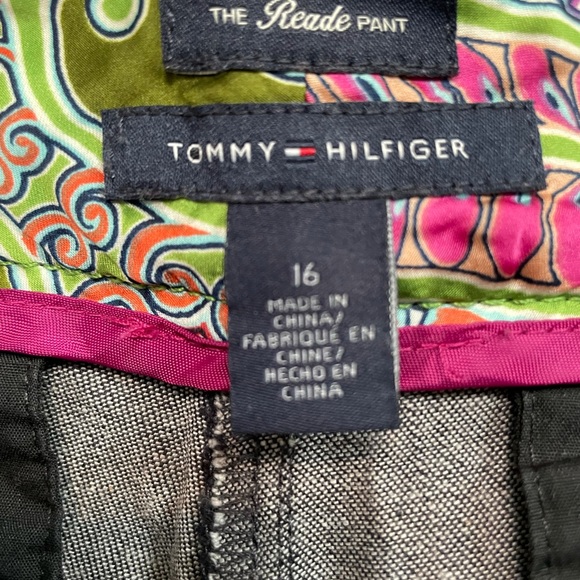 THE Reade PANT
TOMMY HILFIGER
16
MADE IN
CHINA/
FABRIQUÉ EN
CHINE/
HECHO EN
CHINA